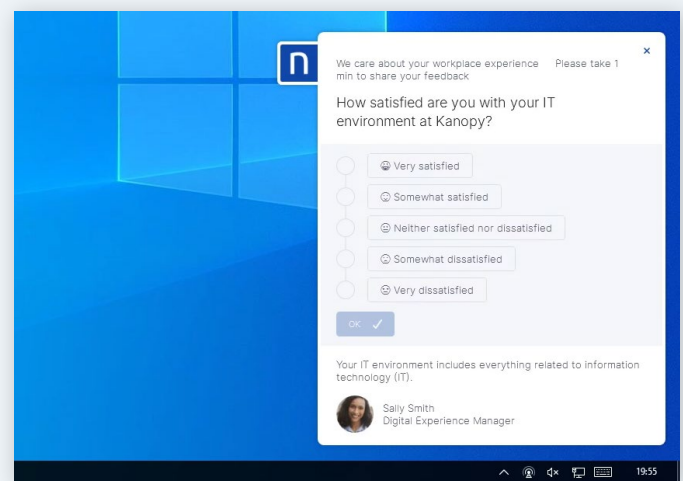 n
We care about your workplace experience Please take 1
min to share your feedback
How satisfied are you with your IT
environment at Kanopy?
Very satisfied
Somewhat satisfied
Neither satisfied nor dissatisfied
Somewhat dissatisfied
Very dissatisfied
OK
Your IT environment includes everything related to information
technology (IT).
Sally Smith
Digital Experience Manager
19:55